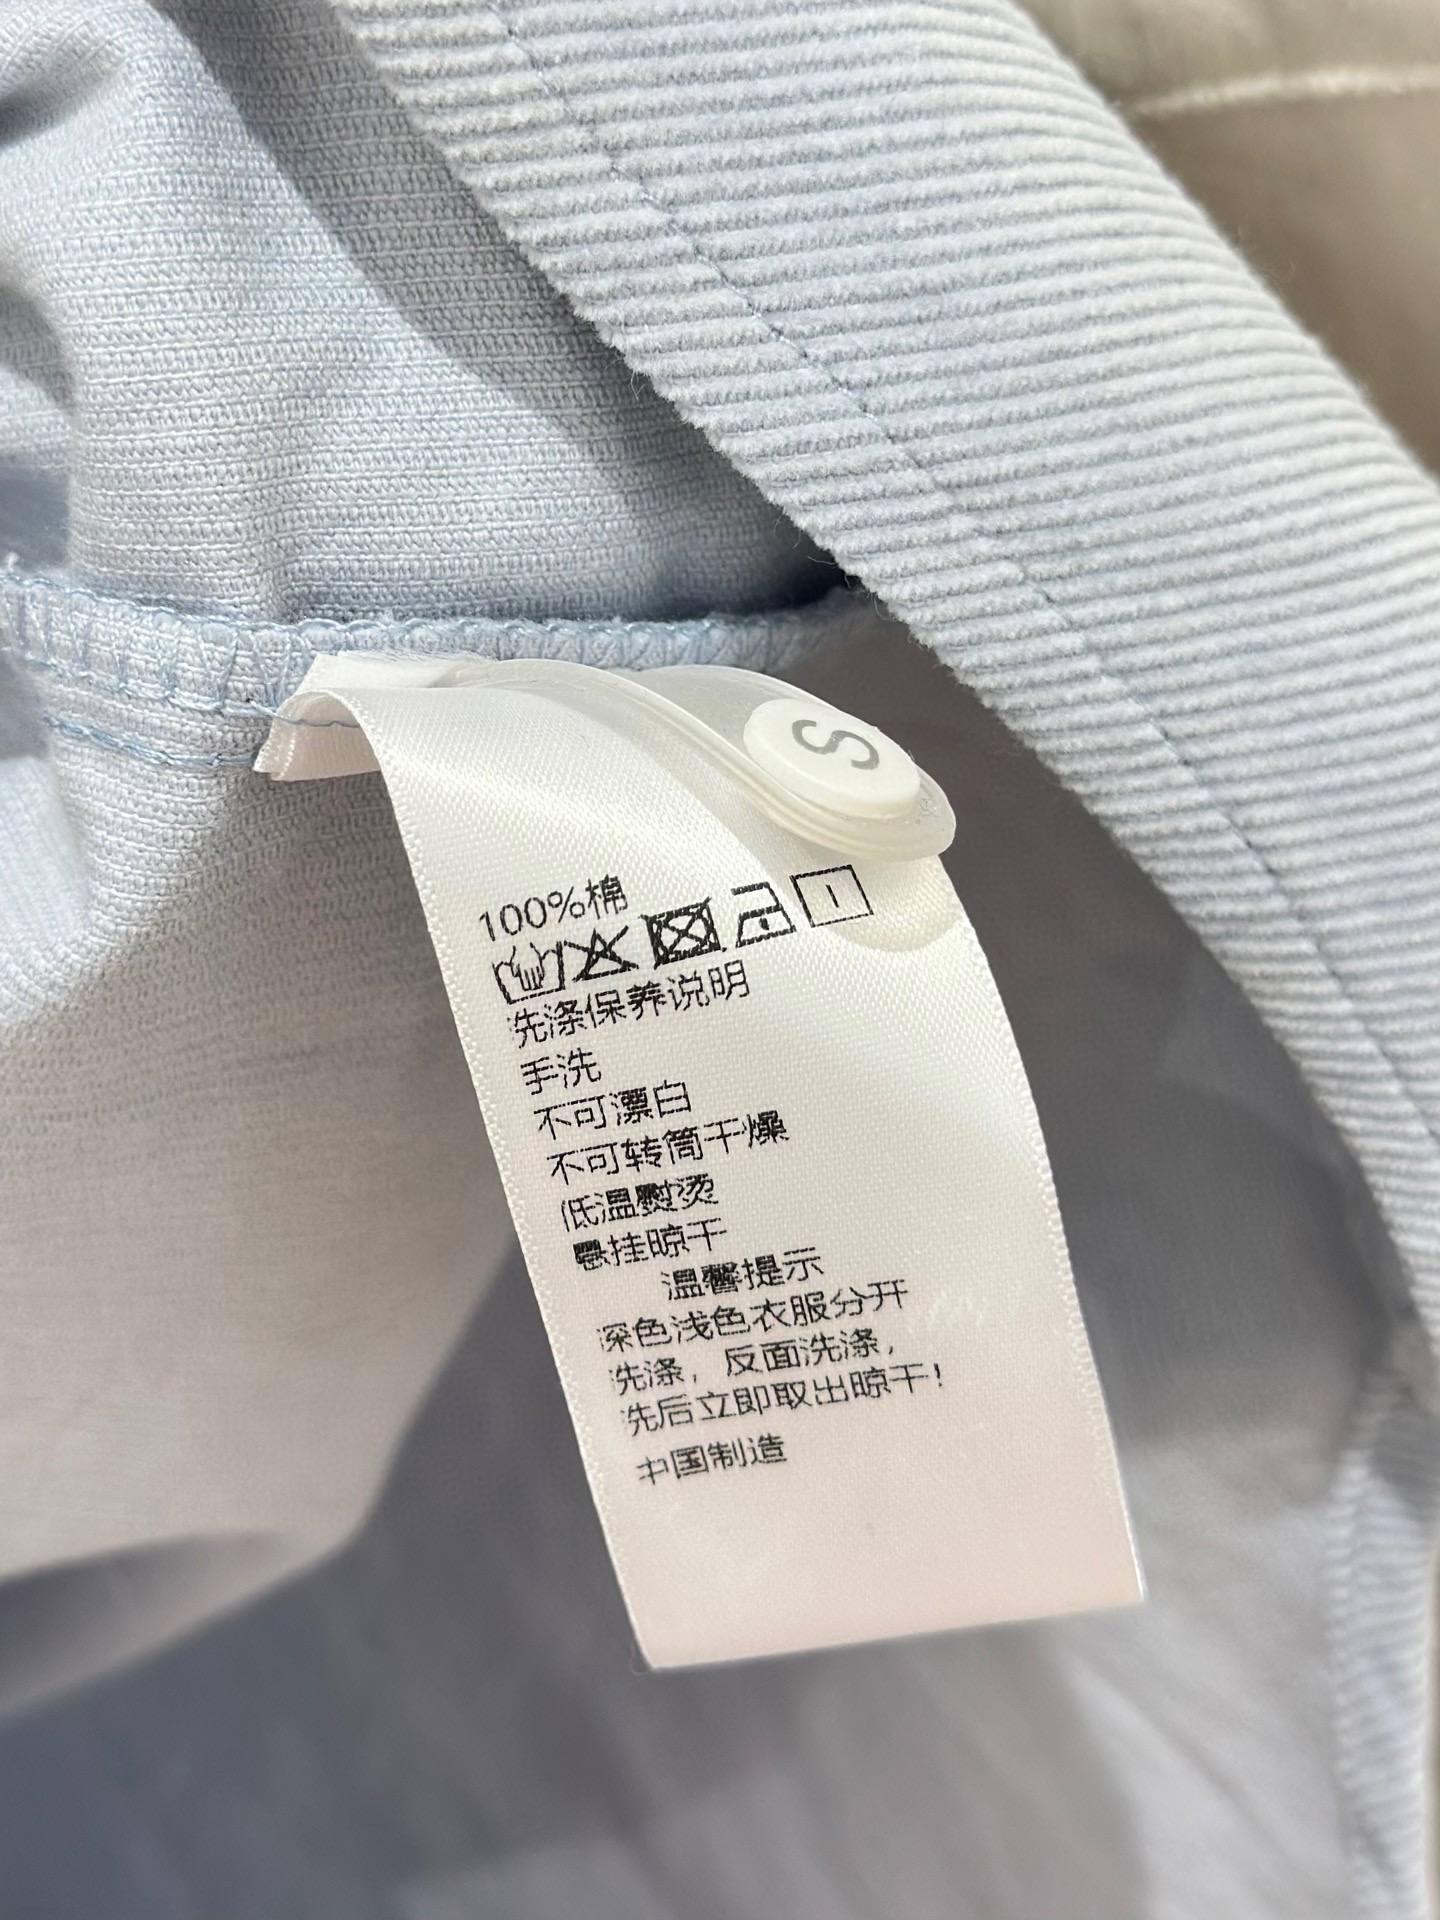 S
100%棉
洗涤保养说明
手洗
不可漂白
不可转筒干燥
低温熨烫
悬挂晾干
温馨提示
深色浅色衣服分开
洗涤，反面洗涤，
洗后立即取出晾干！
中国制造